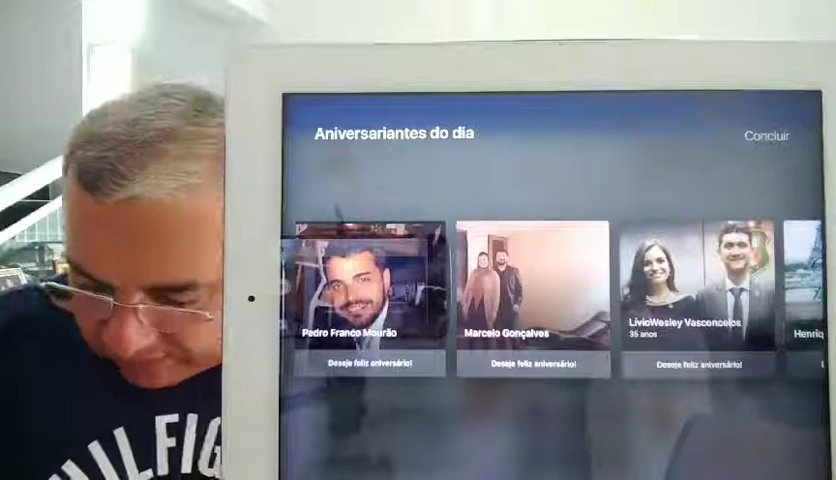 Aniversariantes do dia
Concluir
Pedro Franco Mourão
Deseje feliz aniversário!
Marcelo Gonçalves
Deseje feliz aniversário!
LívioWesley Vasconcelos
35 anos
Deseje feliz aniversário!
Henriq
HILFIG